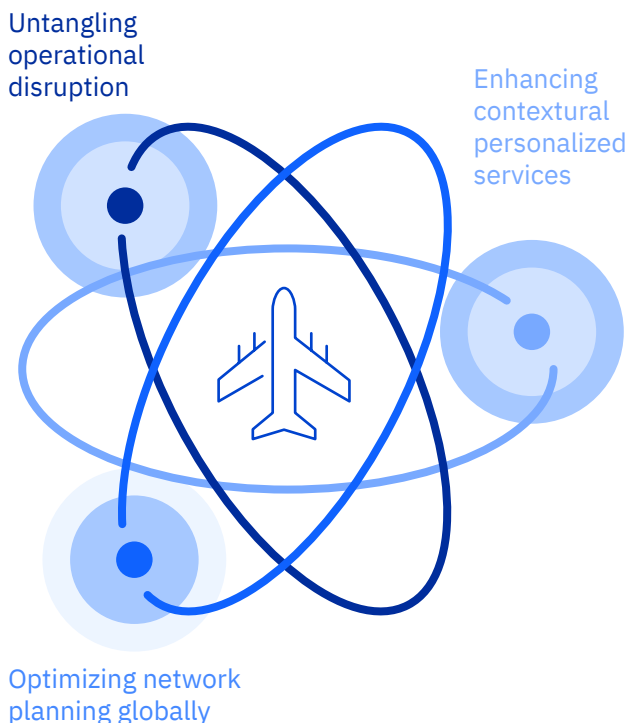 Untangling
operational
disruption
Enhancing
contextural
personalized
services
Optimizing network
planning globally